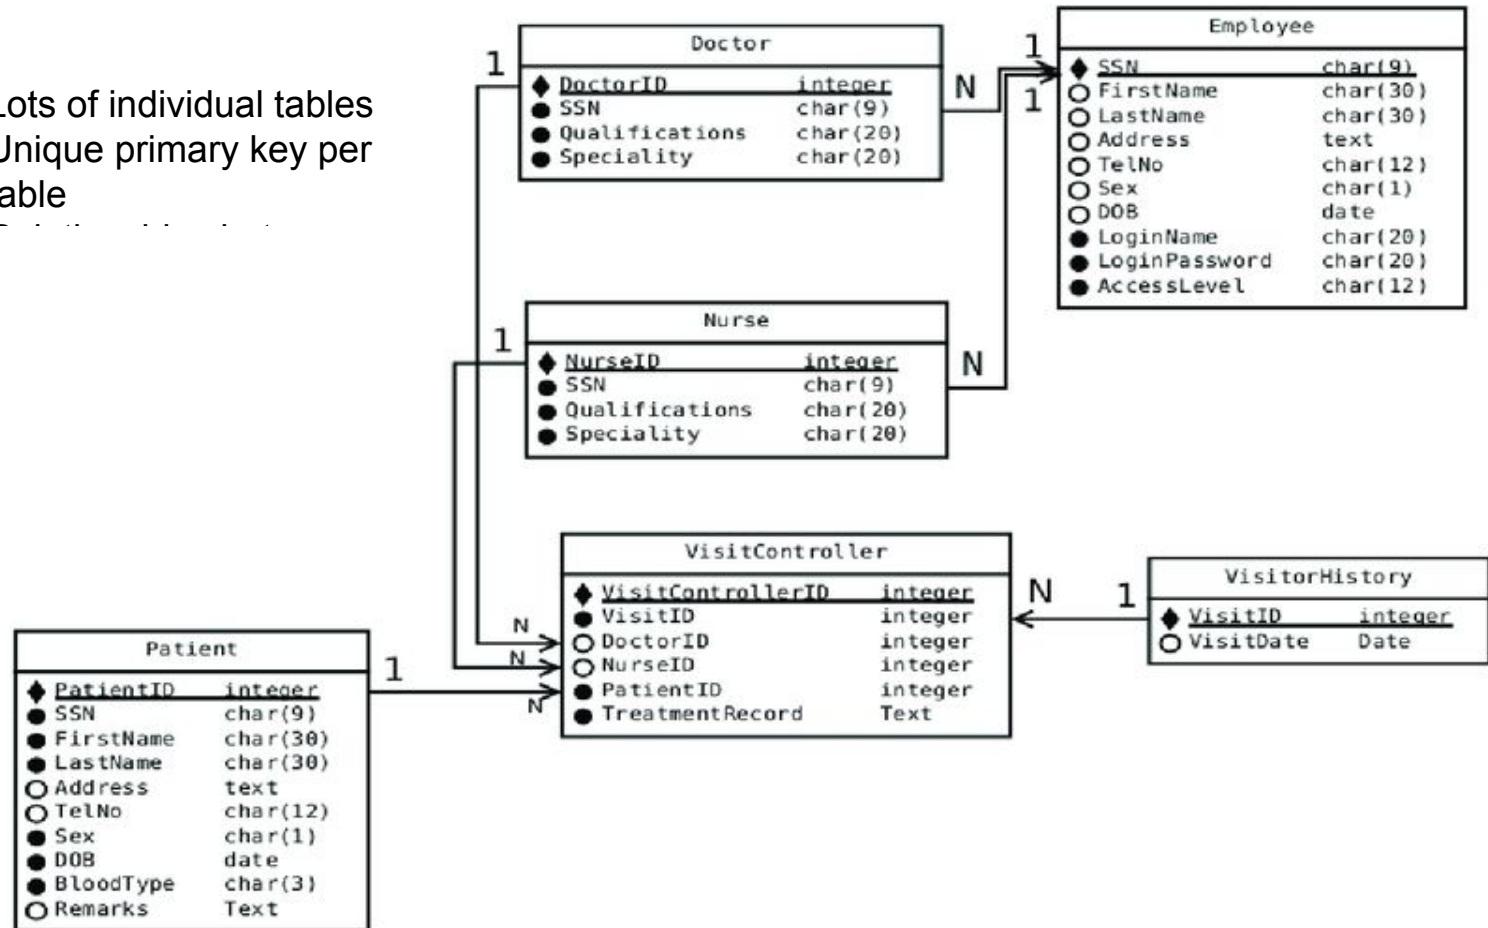 Lots of individual tables
Unique primary key per
table
Doctor
DoctorID integer
SSN char(9)
Qualifications char(20)
Speciality char(20)
1
N
Employee
SSN char(9)
FirstName char(30)
LastName char(30)
Address text
TelNo char(12)
Sex char(1)
DOB date
LoginName char(20)
LoginPassword char(20)
AccessLevel char(12)
1
1
Nurse
NurseID integer
SSN char(9)
Qualifications char(20)
Speciality char(20)
1
N
VisitController
VisitControllerID integer
VisitID integer
DoctorID integer
NurseID integer
PatientID integer
TreatmentRecord Text
N
N
N
N
1
VisitorHistory
VisitID integer
VisitDate Date
Patient
PatientID integer
SSN char(9)
FirstName char(30)
LastName char(30)
Address text
TelNo char(12)
Sex char(1)
DOB date
BloodType char(3)
Remarks Text
1